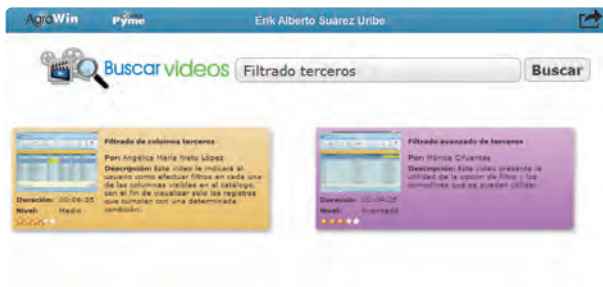 AgroWin Pyme Erik Alberto Suárez Uribe
Buscar videos Filtrado terceros Buscar
Filtrado de columna terceros
Por: Angélica María Nieto López
Descripción: Este video le indicará al
usuario como efectuar filtros en cada una
de las columnas visibles en el catálogo,
con el fin de visualizar solo los registros
que cumplan con una determinada
condición.
Duración: 00:06:35
Nivel: Medio
Filtrado avanzado de terceros
Por: Mónica Cifuentes
Descripción: Este video presenta la
utilidad de la opción de filtro y los
comodines que se pueden utilizar.
Duración: 00:04:25
Nivel: Avanzado